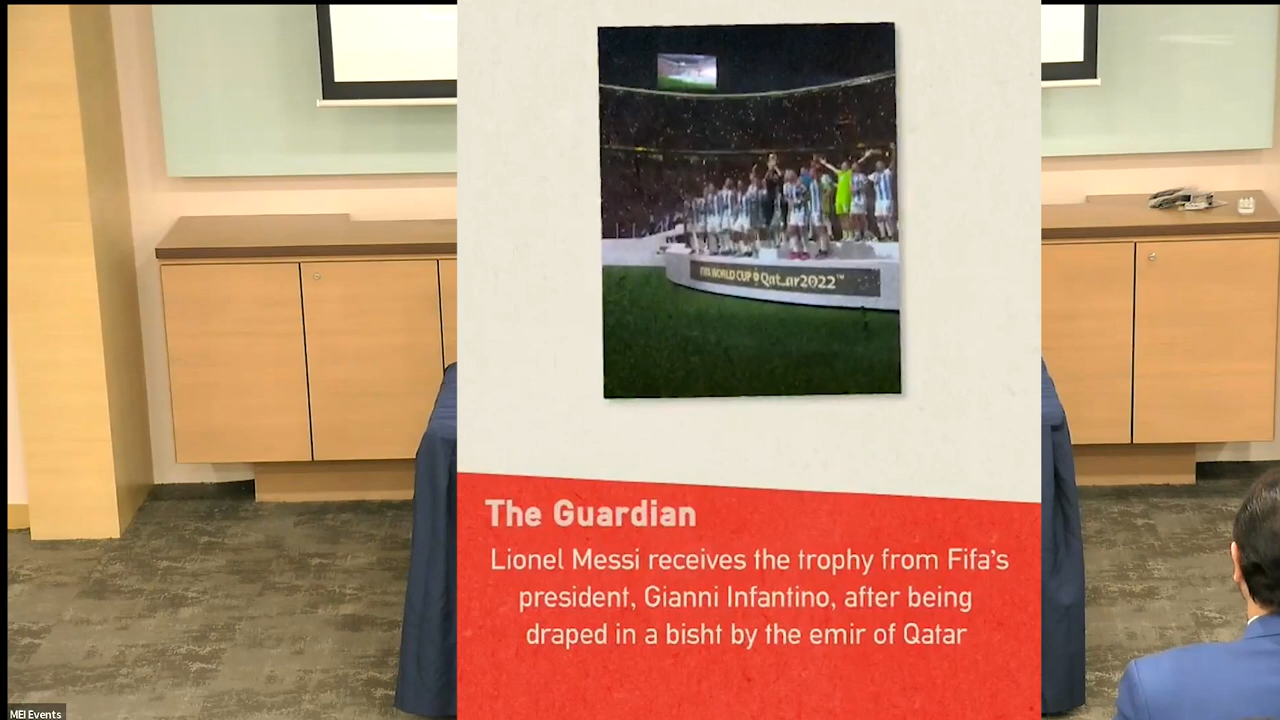 FIFA WORLD CUP Qatar2022™
The Guardian
Lionel Messi receives the trophy from Fifa's
president, Gianni Infantino, after being
draped in a bisht by the emir of Qatar
MEI Events